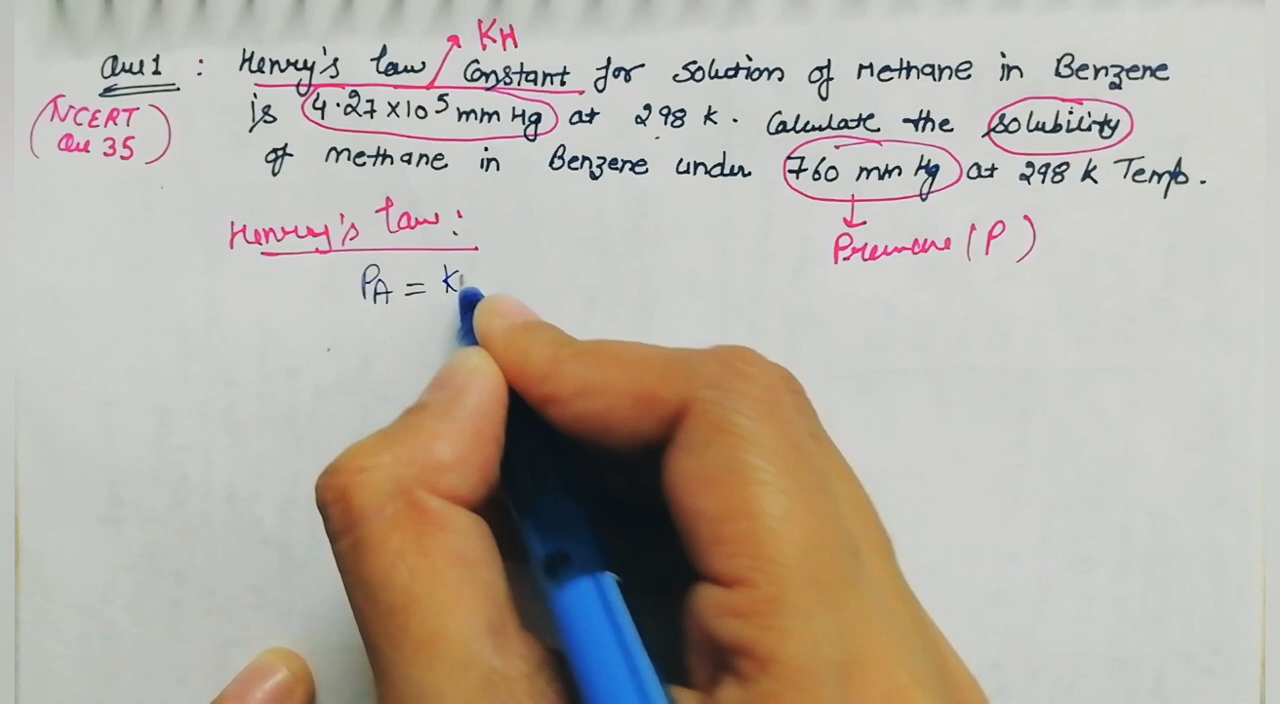 KH
Que 1 : Henry's law Constant for Solution of Methane in Benzene
(NCERT Que 35)
is 4.27 x 10⁵ mm Hg at 298 K. Calculate the solubility
of methane in Benzene under 760 mm Hg at 298 K Temp.
Henry's law :
Pressure (P)
PA = K